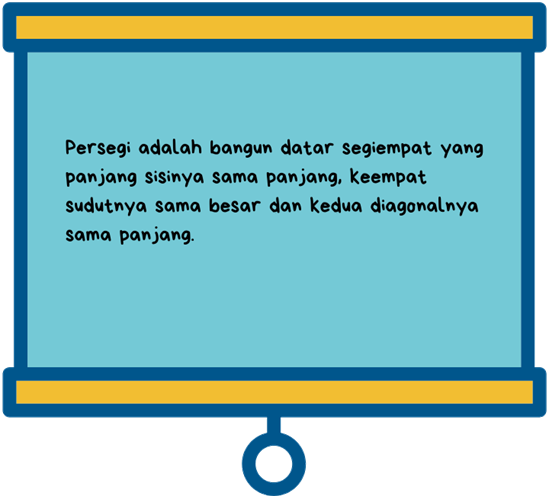 Persegi adalah bangun datar segiempat yang
panjang sisinya sama panjang, keempat
sudutnya sama besar dan kedua diagonalnya
sama panjang.